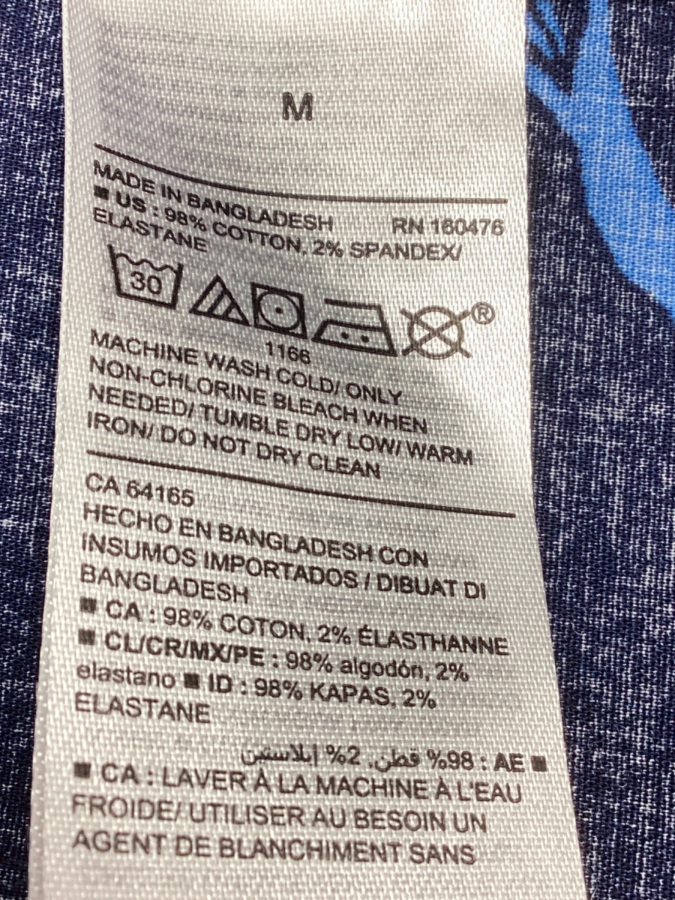 M
MADE IN BANGLADESH RN 160476
■ US : 98% COTTON, 2% SPANDEX/
ELASTANE
30
®
1166
MACHINE WASH COLD/ ONLY
NON-CHLORINE BLEACH WHEN
NEEDED/ TUMBLE DRY LOW/ WARM
IRON/ DO NOT DRY CLEAN
CA 64165
HECHO EN BANGLADESH CON
INSUMOS IMPORTADOS / DIBUAT DI
BANGLADESH
■ CA : 98% COTON, 2% ÉLASTHANNE
■ CL/CR/MX/PE : 98% algodón, 2%
elastano ■ ID : 98% KAPAS, 2%
ELASTANE
■ AE : 98% قطن, 2% إيلاستين
■ CA : LAVER À LA MACHINE À L'EAU
FROIDE/ UTILISER AU BESOIN UN
AGENT DE BLANCHIMENT SANS